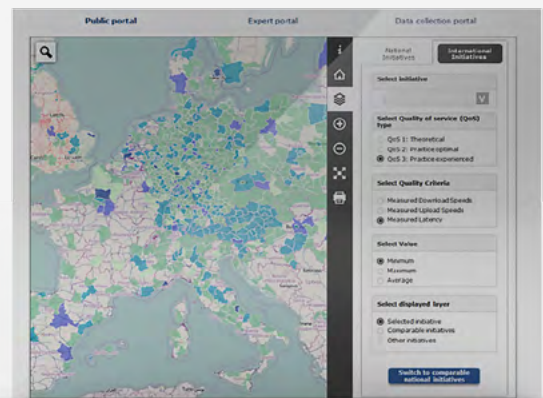 Public portal
Expert portal
Data collection portal
National Initiatives
International Initiatives
Select initiative
V
Select Quality of service (QoS) type
QoS 1: Theoretical
QoS 2: Practice optimal
QoS 3: Practice experienced
Select Quality Criteria
Measured Download Speeds
Measured Upload Speeds
Measured Latency
Select Value
Minimum
Maximum
Average
Select displayed layer
Selected initiative
Comparable initiatives
Other initiatives
Switch to comparable
national initiatives